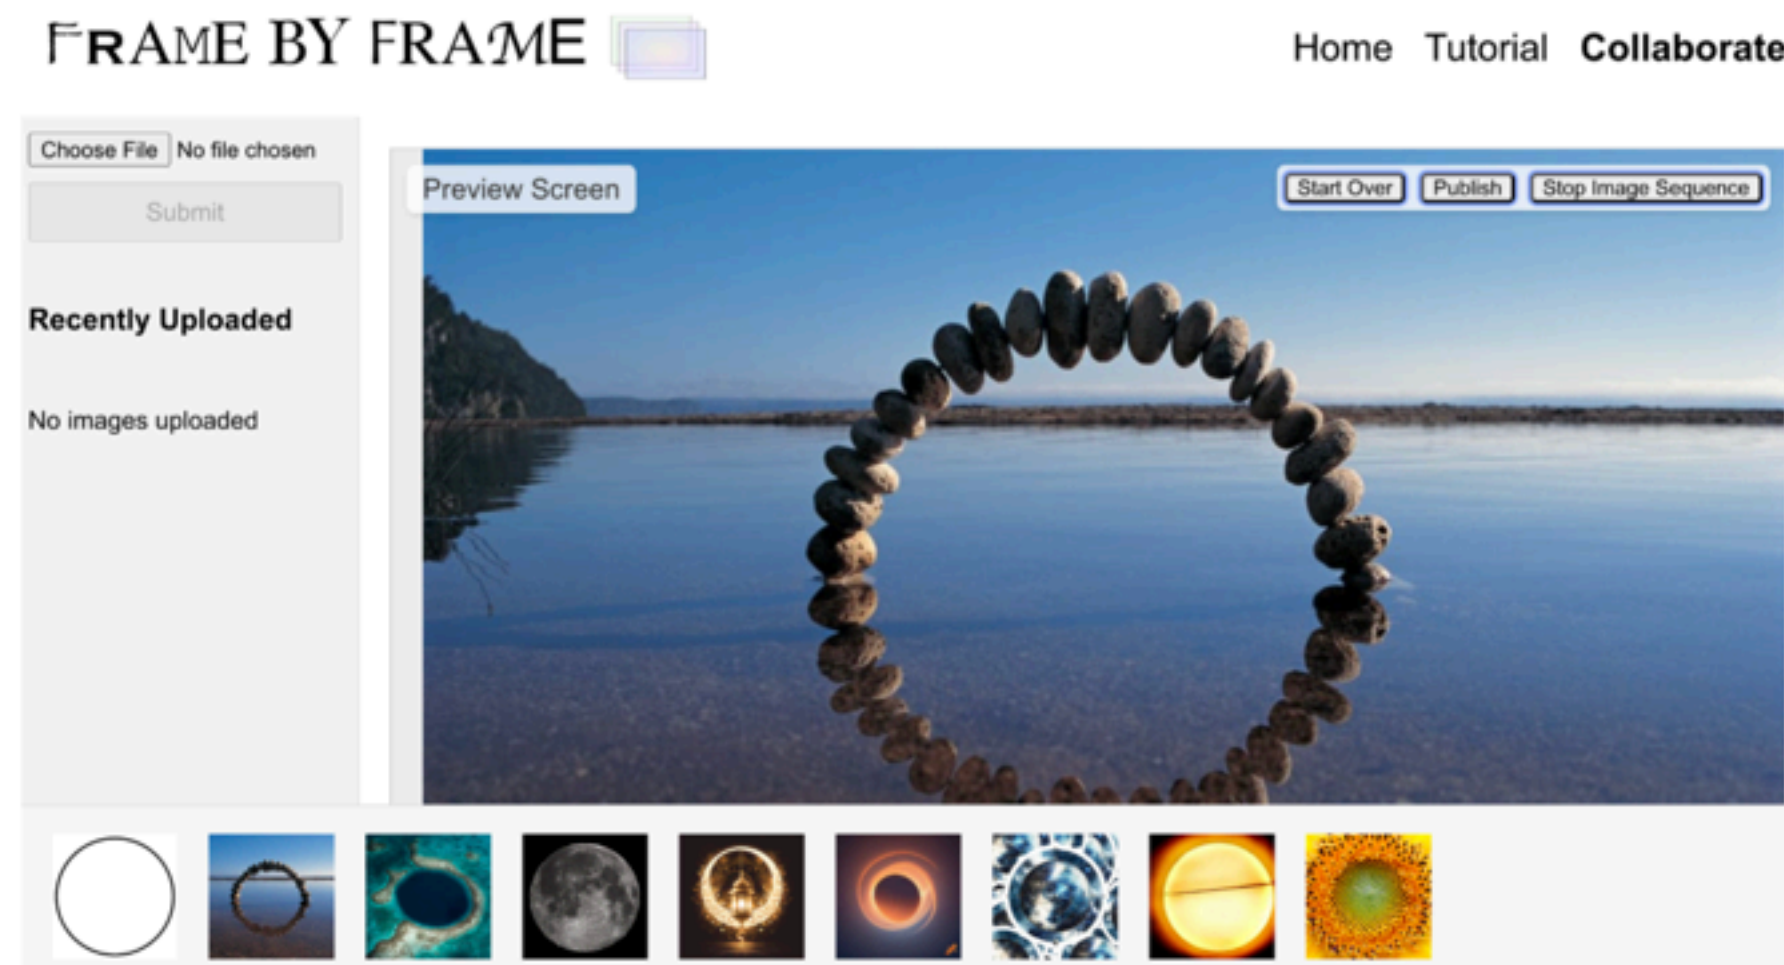 FRAME BY FRAME
Home Tutorial Collaborate
Choose File No file chosen
Submit
Recently Uploaded
No images uploaded
Preview Screen
Start Over Publish Stop Image Sequence